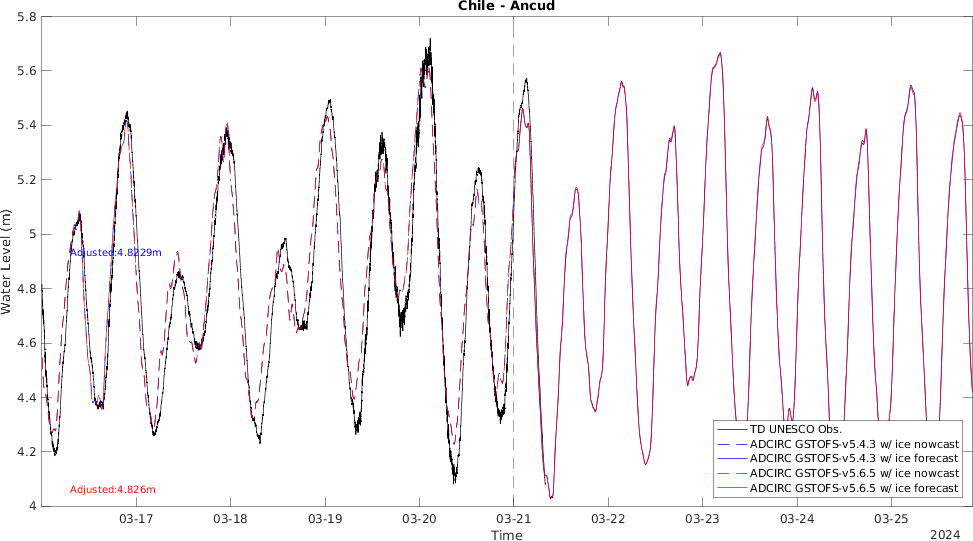 Chile - Ancud
5.8
5.6
5.4
5.2
5
4.8
4.6
4.4
4.2
4
Water Level (m)
Adjusted:4.8229m
Adjusted:4.826m
TD UNESCO Obs.
ADCIRC GSTOFS-v5.4.3 w/ ice nowcast
ADCIRC GSTOFS-v5.4.3 w/ ice forecast
ADCIRC GSTOFS-v5.6.5 w/ ice nowcast
ADCIRC GSTOFS-v5.6.5 w/ ice forecast
03-17 03-18 03-19 03-20 03-21 03-22 03-23 03-24 03-25
Time
2024